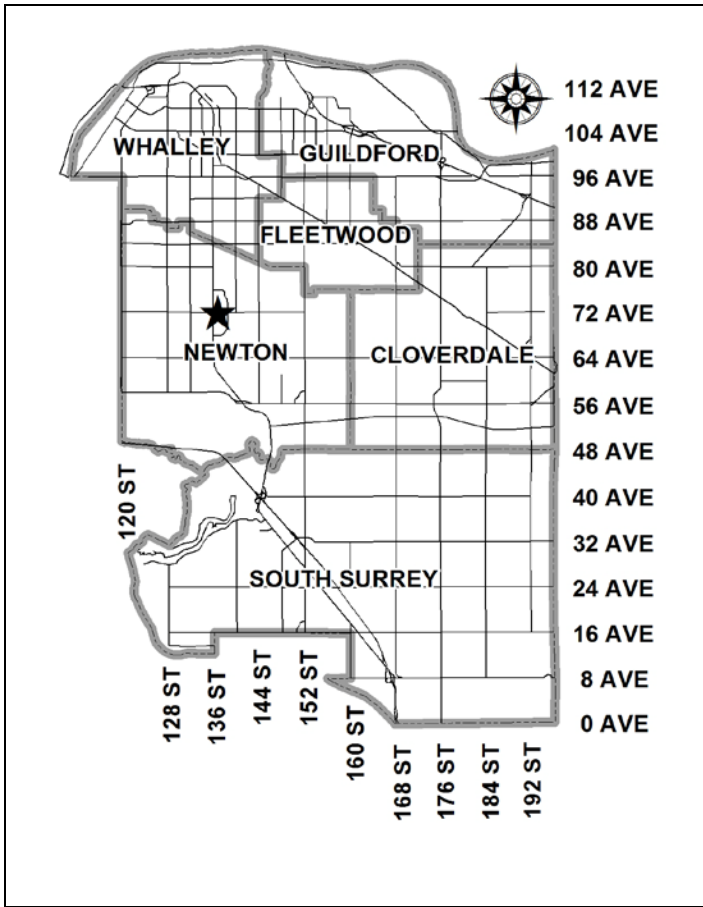 112 AVE
104 AVE
WHALLEY
GUILDFORD
96 AVE
88 AVE
FLEETWOOD
80 AVE
72 AVE
NEWTON
CLOVERDALE
64 AVE
56 AVE
48 AVE
120 ST
40 AVE
32 AVE
SOUTH SURREY
24 AVE
16 AVE
8 AVE
0 AVE
128 ST
136 ST
144 ST
152 ST
160 ST
168 ST
176 ST
184 ST
192 ST